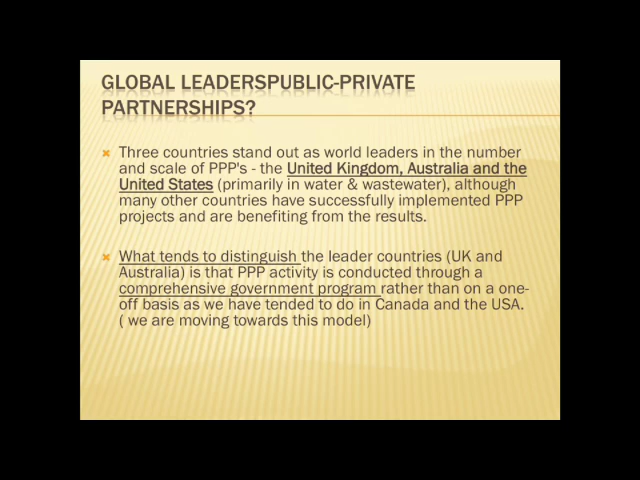 GLOBAL LEADERSPUBLIC-PRIVATE
PARTNERSHIPS?
Three countries stand out as world leaders in the number
and scale of PPP's - the United Kingdom, Australia and the
United States (primarily in water & wastewater), although
many other countries have successfully implemented PPP
projects and are benefiting from the results.
What tends to distinguish the leader countries (UK and
Australia) is that PPP activity is conducted through a
comprehensive government program rather than on a one-
off basis as we have tended to do in Canada and the USA.
( we are moving towards this model)